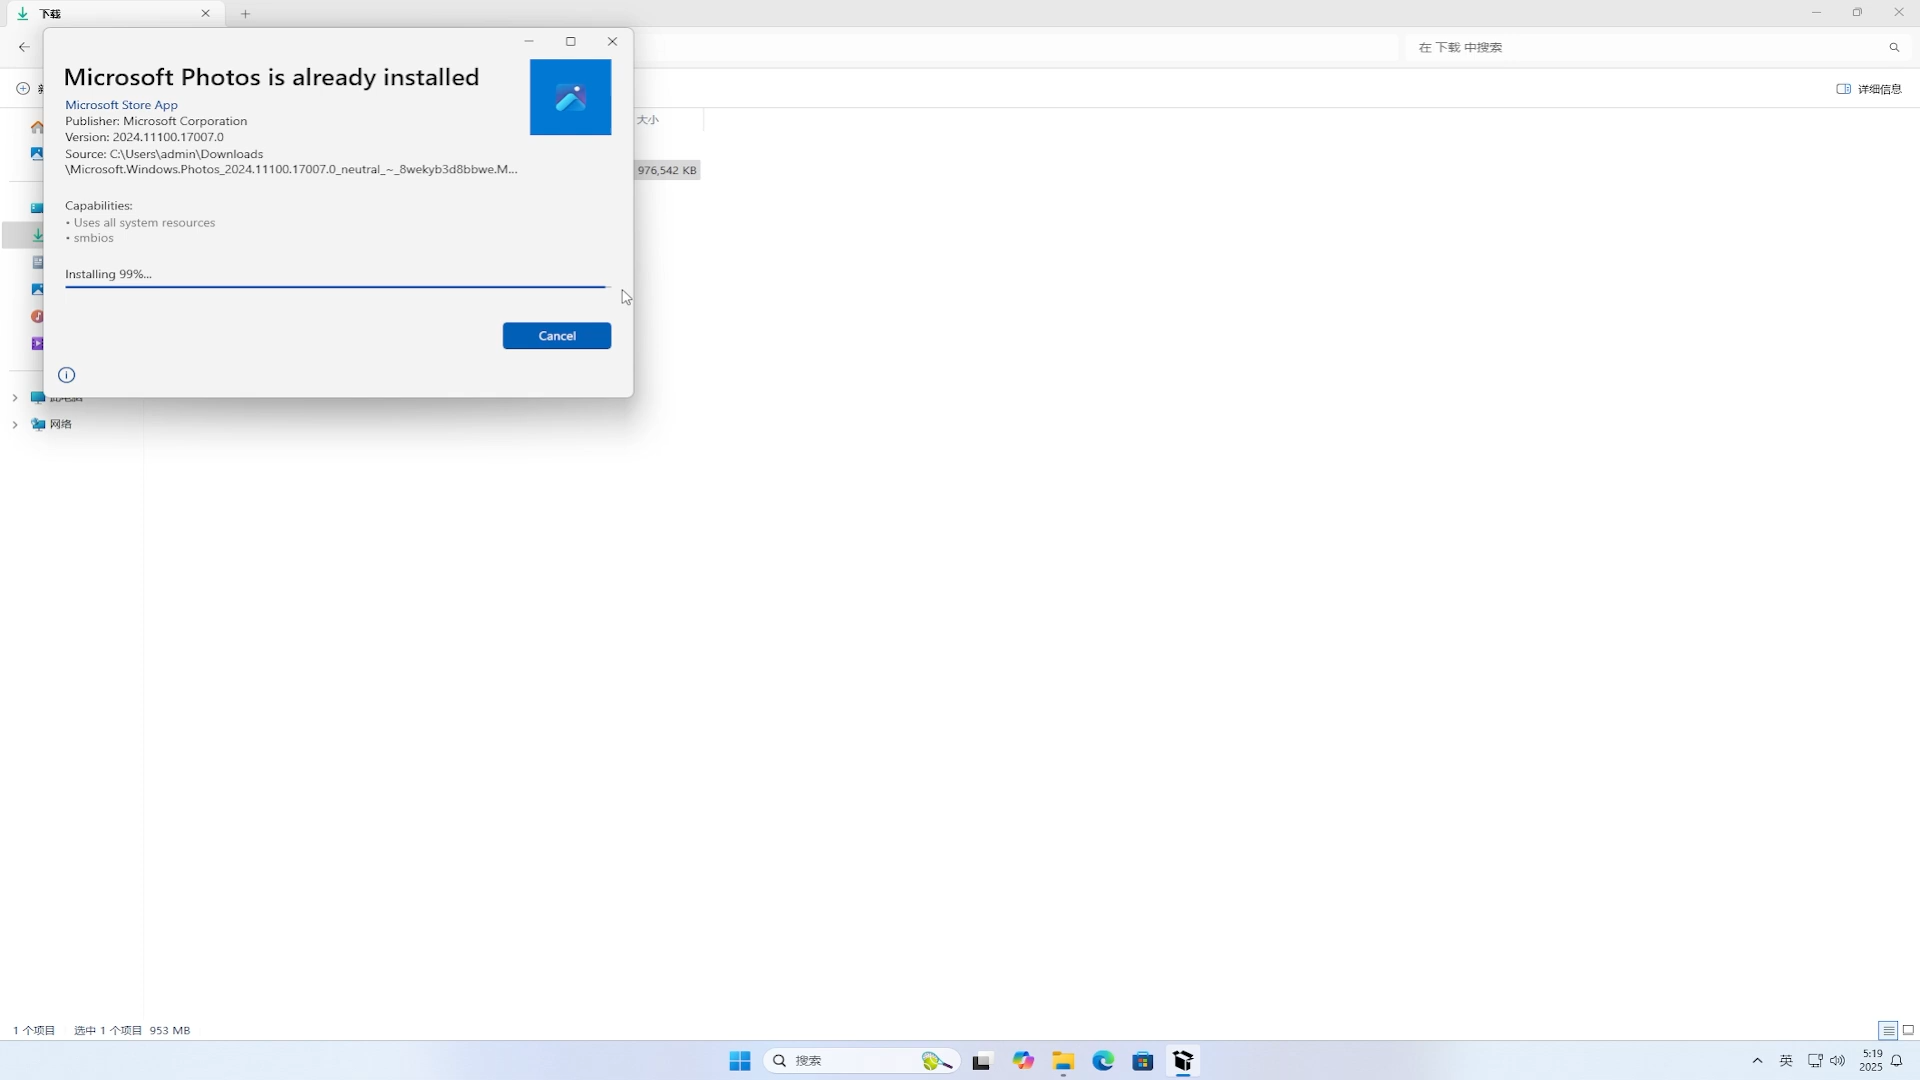 下载
在 下载 中搜索
Microsoft Photos is already installed
Microsoft Store App
Publisher: Microsoft Corporation
Version: 2024.11100.17007.0
Source: C:\Users\admin\Downloads
\Microsoft.Windows.Photos_2024.11100.17007.0_neutral_~_8wekyb3d8bbwe.M...
Capabilities:
• Uses all system resources
• smbios
Installing 99%...
Cancel
详细信息
大小
976,542 KB
此电脑
网络
1 个项目
选中 1 个项目 953 MB
搜索
英
5:19
2025